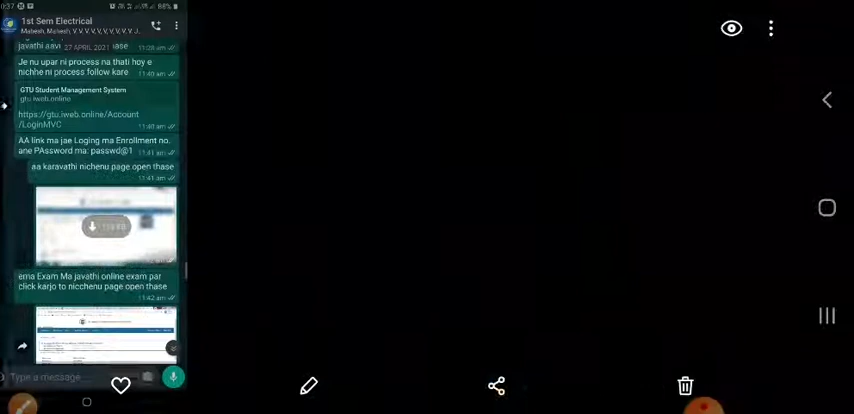 0:37
88%
1st Sem Electrical
Mahesh, Mahesh, V, V, V, V, V, V, V, V, V, V, J...
javathi aavi
ase
27 APRIL 2021
11:28 am
Je nu upar ni process na thati hoy e
nichhe ni process follow kare
11:40 am
GTU Student Management System
gtu.iweb.online
https://gtu.iweb.online/Account
/LoginMVC
11:40 am
AA link ma jae Loging ma Enrollment no.
ane PAssword ma: passwd@1
11:41 am
aa karavathi nichenu page open thase
11:41 am
ema Exam Ma javathi online exam par
click karjo to nicchenu page open thase
11:42 am
Type a message